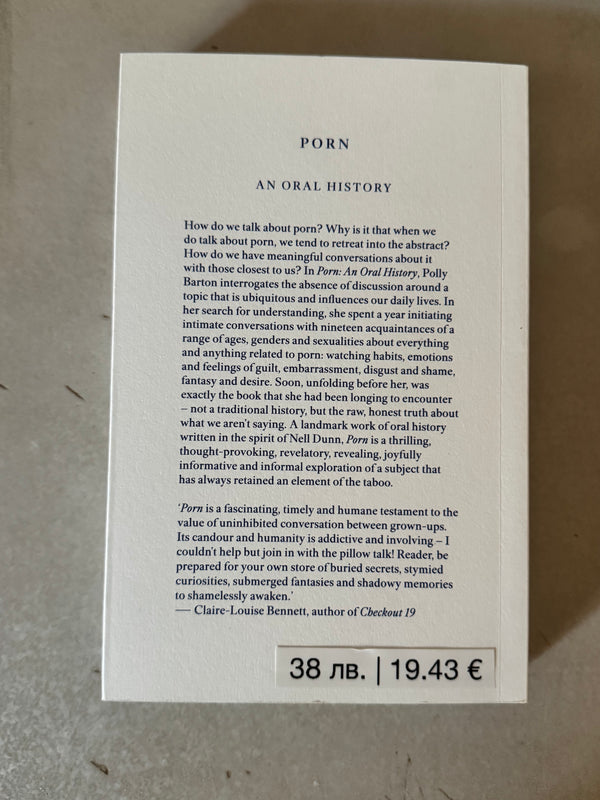 PORN
AN ORAL HISTORY
How do we talk about porn? Why is it that when we
do talk about porn, we tend to retreat into the abstract?
How do we have meaningful conversations about it
with those closest to us? In Porn: An Oral History, Polly
Barton interrogates the absence of discussion around a
topic that is ubiquitous and influences our daily lives. In
her search for understanding, she spent a year initiating
intimate conversations with nineteen acquaintances of a
range of ages, genders and sexualities about everything
and anything related to porn: watching habits, emotions
and feelings of guilt, embarrassment, disgust and shame,
fantasy and desire. Soon, unfolding before her, was
exactly the book that she had been longing to encounter
– not a traditional history, but the raw, honest truth about
what we aren't saying. A landmark work of oral history
written in the spirit of Nell Dunn, Porn is a thrilling,
thought-provoking, revelatory, revealing, joyfully
informative and informal exploration of a subject that
has always retained an element of the taboo.
'Porn is a fascinating, timely and humane testament to the
value of uninhibited conversation between grown-ups.
Its candour and humanity is addictive and involving – I
couldn't help but join in with the pillow talk! Reader, be
prepared for your own store of buried secrets, stymied
curiosities, submerged fantasies and shadowy memories
to shamelessly awaken.'
— Claire-Louise Bennett, author of Checkout 19
38 лв. | 19.43 €